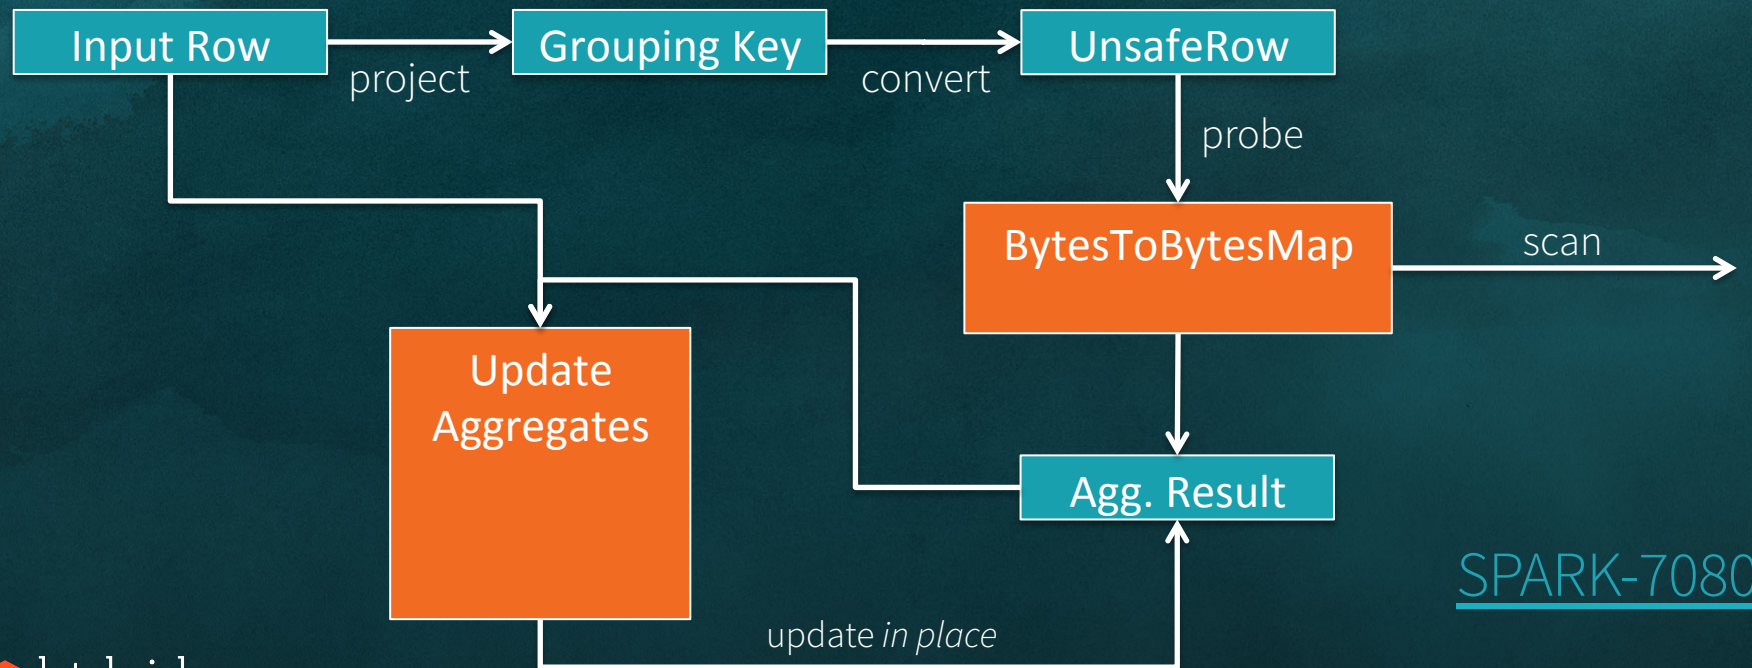 Input Row
project
Grouping Key
convert
UnsafeRow
probe
BytesToBytesMap
scan
Update
Aggregates
Agg. Result
SPARK-7080
update in place